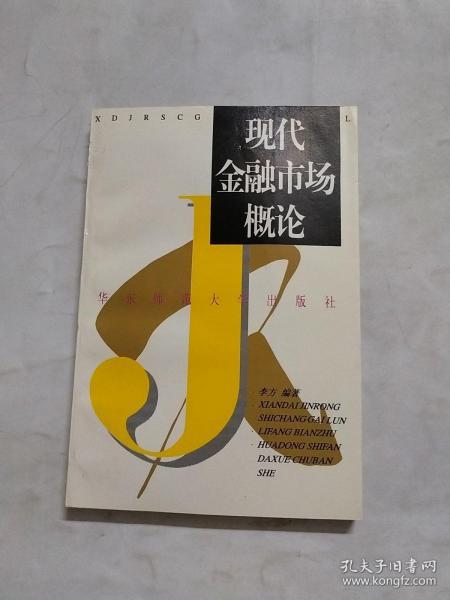 XDJRSCG L
现代
金融市场
概论
J
华东师范大学出版社
李方 编著
· XIANDAI JINRONG
SHICHANG GAI LUN
· LIFANG BIANZHU
· HUADONG SHIFAN
DAXUE CHUBAN
SHE
孔夫子旧书网
www.kongfz.com